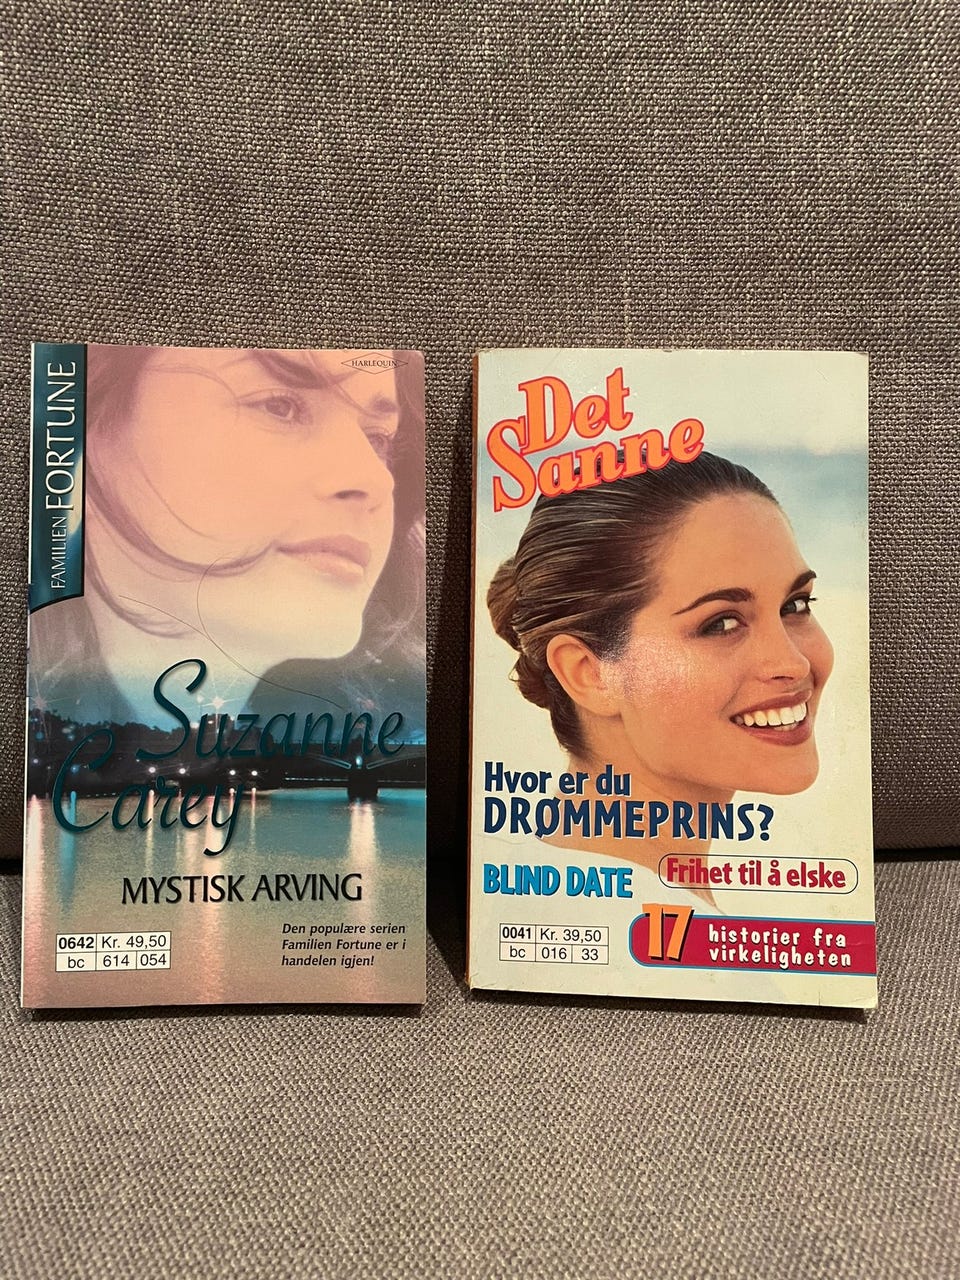 FAMILIEN FORTUNE
HARLEQUIN
Suzanne
Carey
MYSTISK ARVING
Den populære serien
Familien Fortune er i
handelen igjen!
0642 Kr. 49,50
bc 614 054
Det
Sanne
Hvor er du
DRØMMEPRINS?
BLIND DATE
Frihet til å elske
17 historier fra
virkeligheten
0041 Kr. 39,50
bc 016 33